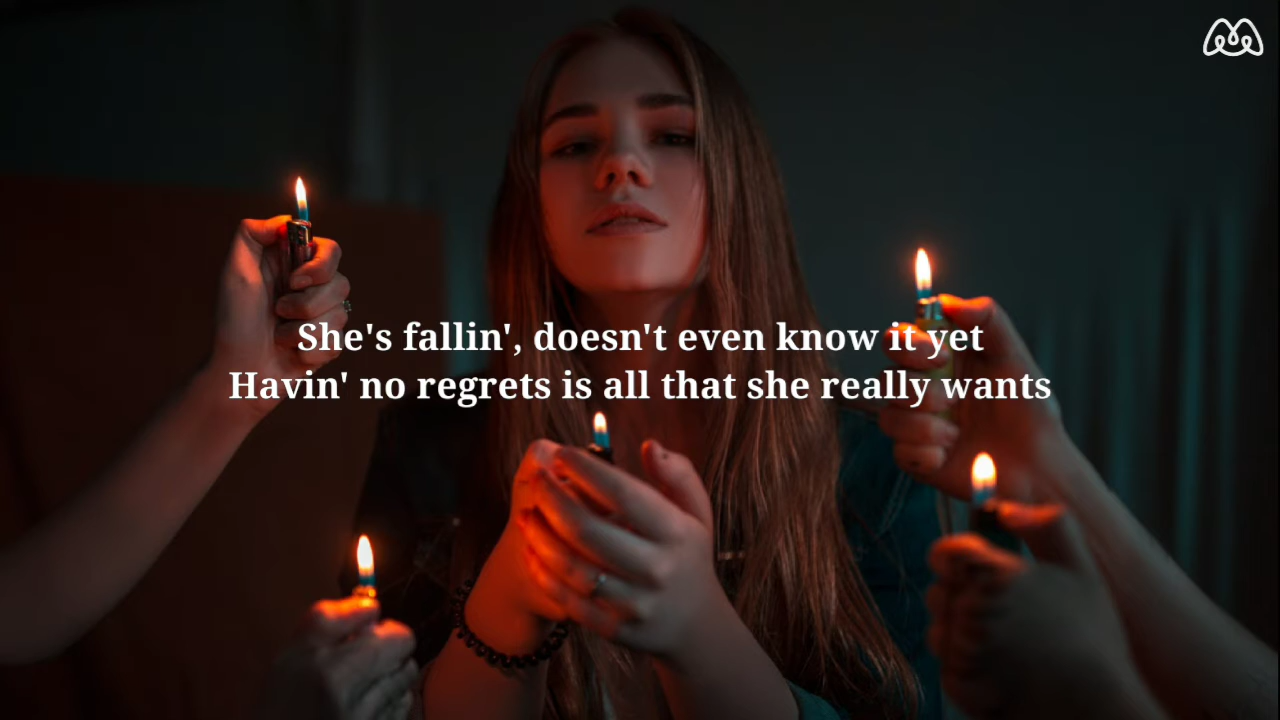 She's fallin', doesn't even know it yet
Havin' no regrets is all that she really wants